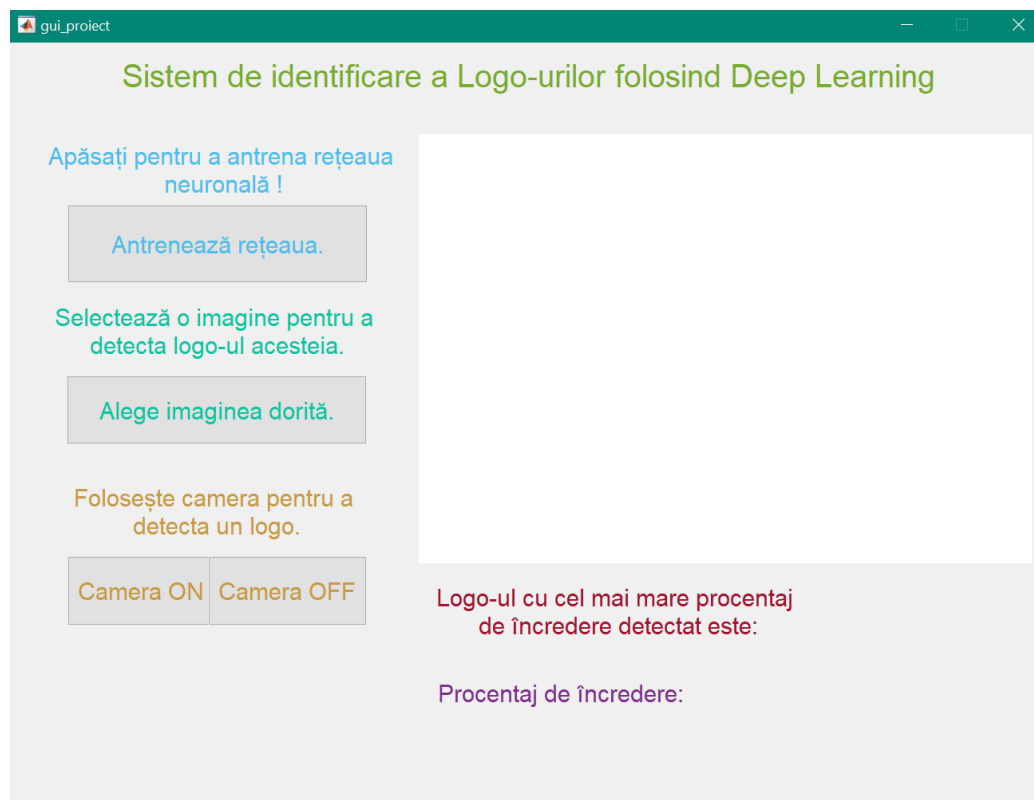 gui_proiect
Sistem de identificare a Logo-urilor folosind Deep Learning
Apăsați pentru a antrena rețeaua
neuronală !
Antrenează rețeaua.
Selectează o imagine pentru a
detecta logo-ul acesteia.
Alege imaginea dorită.
Folosește camera pentru a
detecta un logo.
Camera ON
Camera OFF
Logo-ul cu cel mai mare procentaj
de încredere detectat este:
Procentaj de încredere: